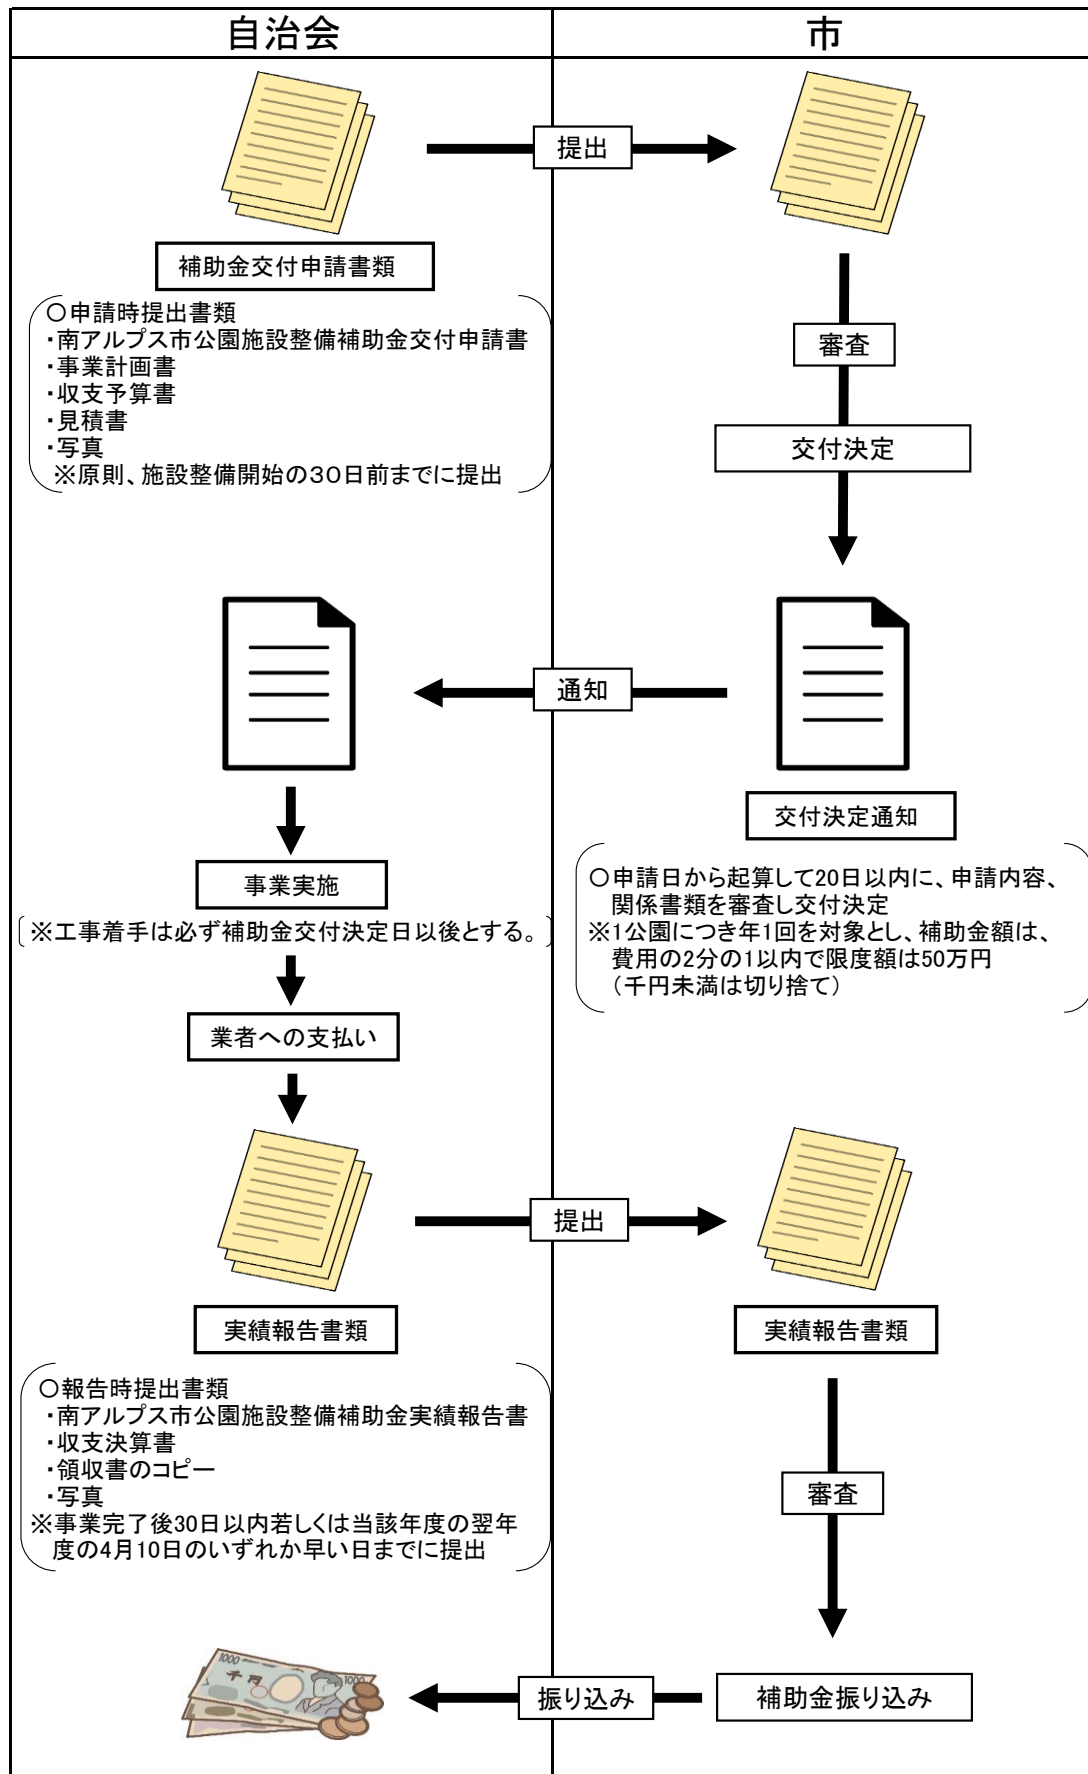 自治会
市
提出
補助金交付申請書類
○申請時提出書類
・南アルプス市公園施設整備補助金交付申請書
・事業計画書
・収支予算書
・見積書
・写真
※原則、施設整備開始の30日前までに提出
審査
交付決定
通知
交付決定通知
○申請日から起算して20日以内に、申請内容、
関係書類を審査し交付決定
※1公園につき年1回を対象とし、補助金額は、
費用の2分の1以内で限度額は50万円
(千円未満は切り捨て)
事業実施
※工事着手は必ず補助金交付決定日以後とする。
業者への支払い
提出
実績報告書類
実績報告書類
○報告時提出書類
・南アルプス市公園施設整備補助金実績報告書
・収支決算書
・領収書のコピー
・写真
※事業完了後30日以内若しくは当該年度の翌年
度の4月10日のいずれか早い日までに提出
審査
1000
千円
1000
振り込み
補助金振り込み